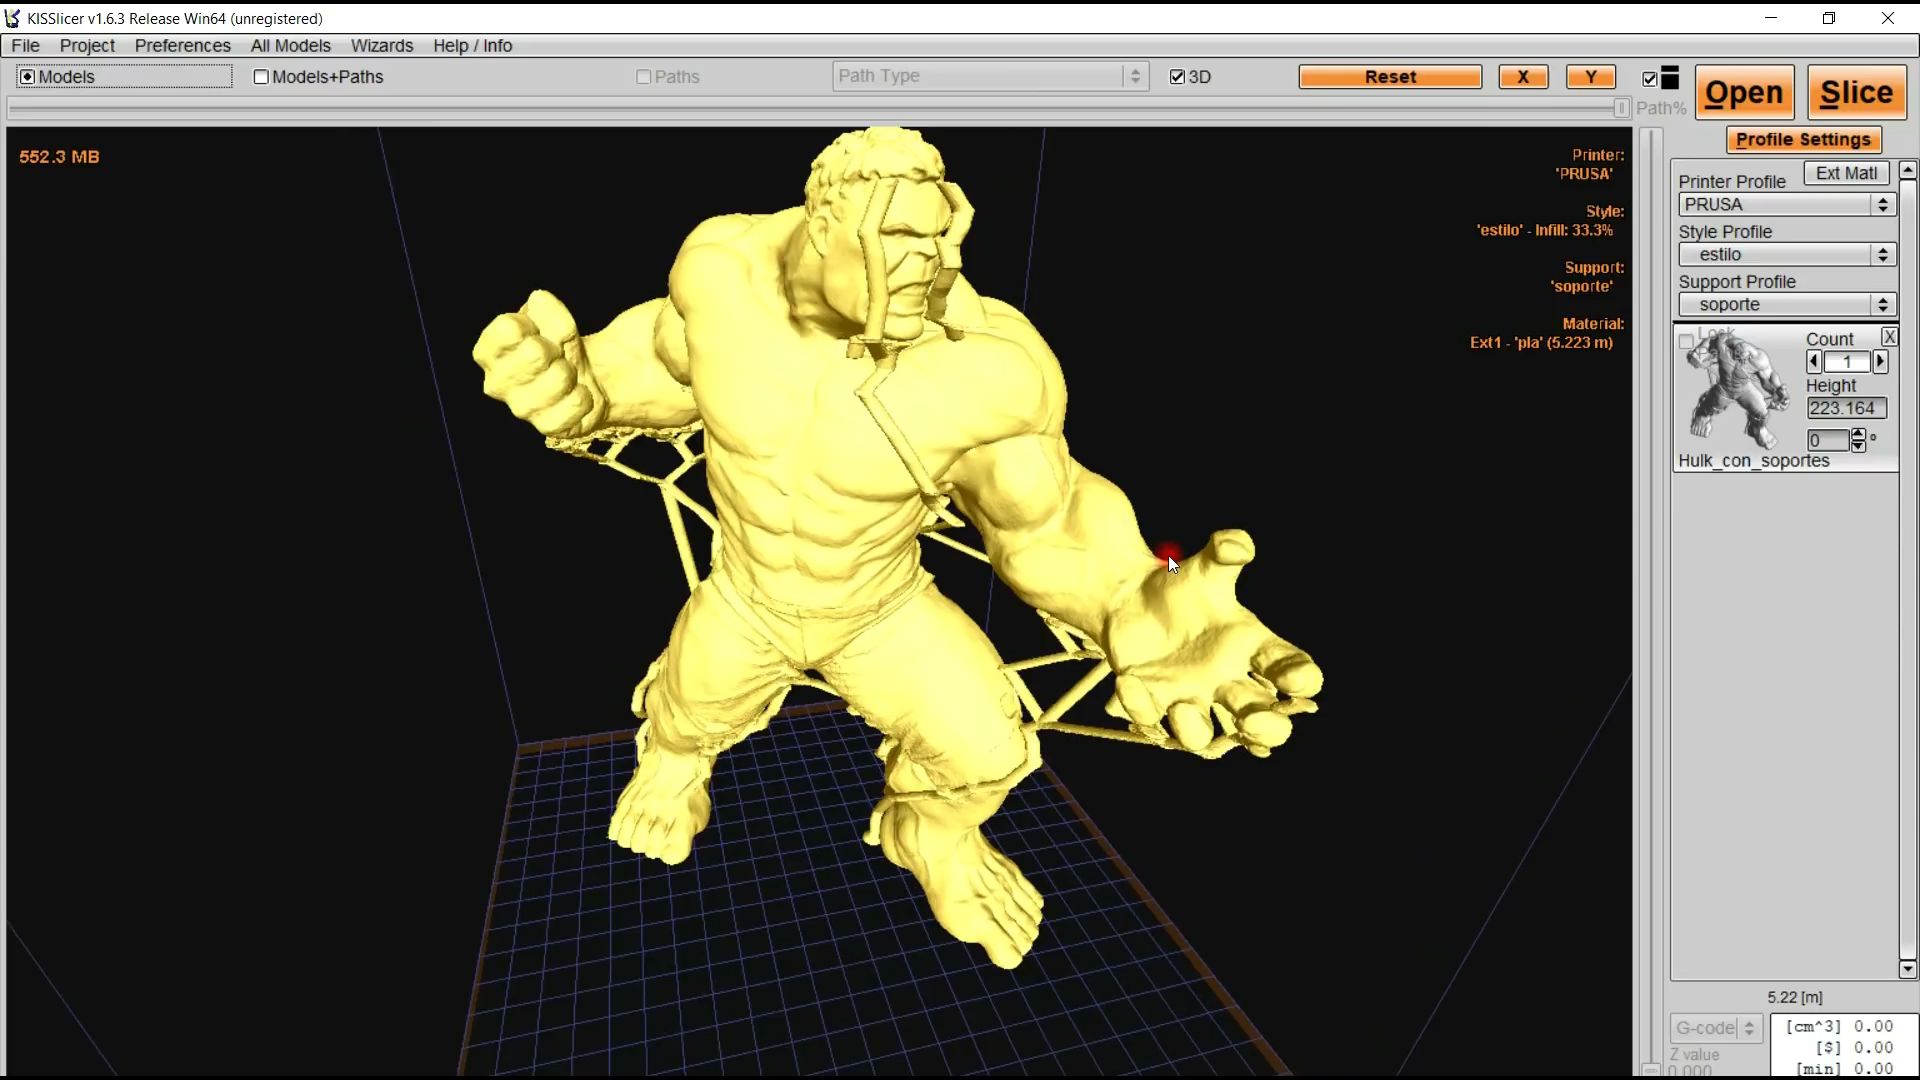 KISSlicer v1.6.3 Release Win64 (unregistered)
File Project Preferences All Models Wizards Help / Info
Models Models+Paths Paths Path Type 3D Reset X Y Open Slice
Path%
Profile Settings
552.3 MB
Printer:
'PRUSA'
Style:
'estilo' - Infill: 33.3%
Support:
'soporte'
Material:
Ext1 - 'pla' (5.223 m)
Ext Matl
Printer Profile
PRUSA
Style Profile
estilo
Support Profile
soporte
Lock
Count
X
1
Height
223.164
0 °
Hulk_con_soportes
5.22 [m]
G-code
[cm^3] 0.00
[$] 0.00
[min] 0.00
Z value
0.000